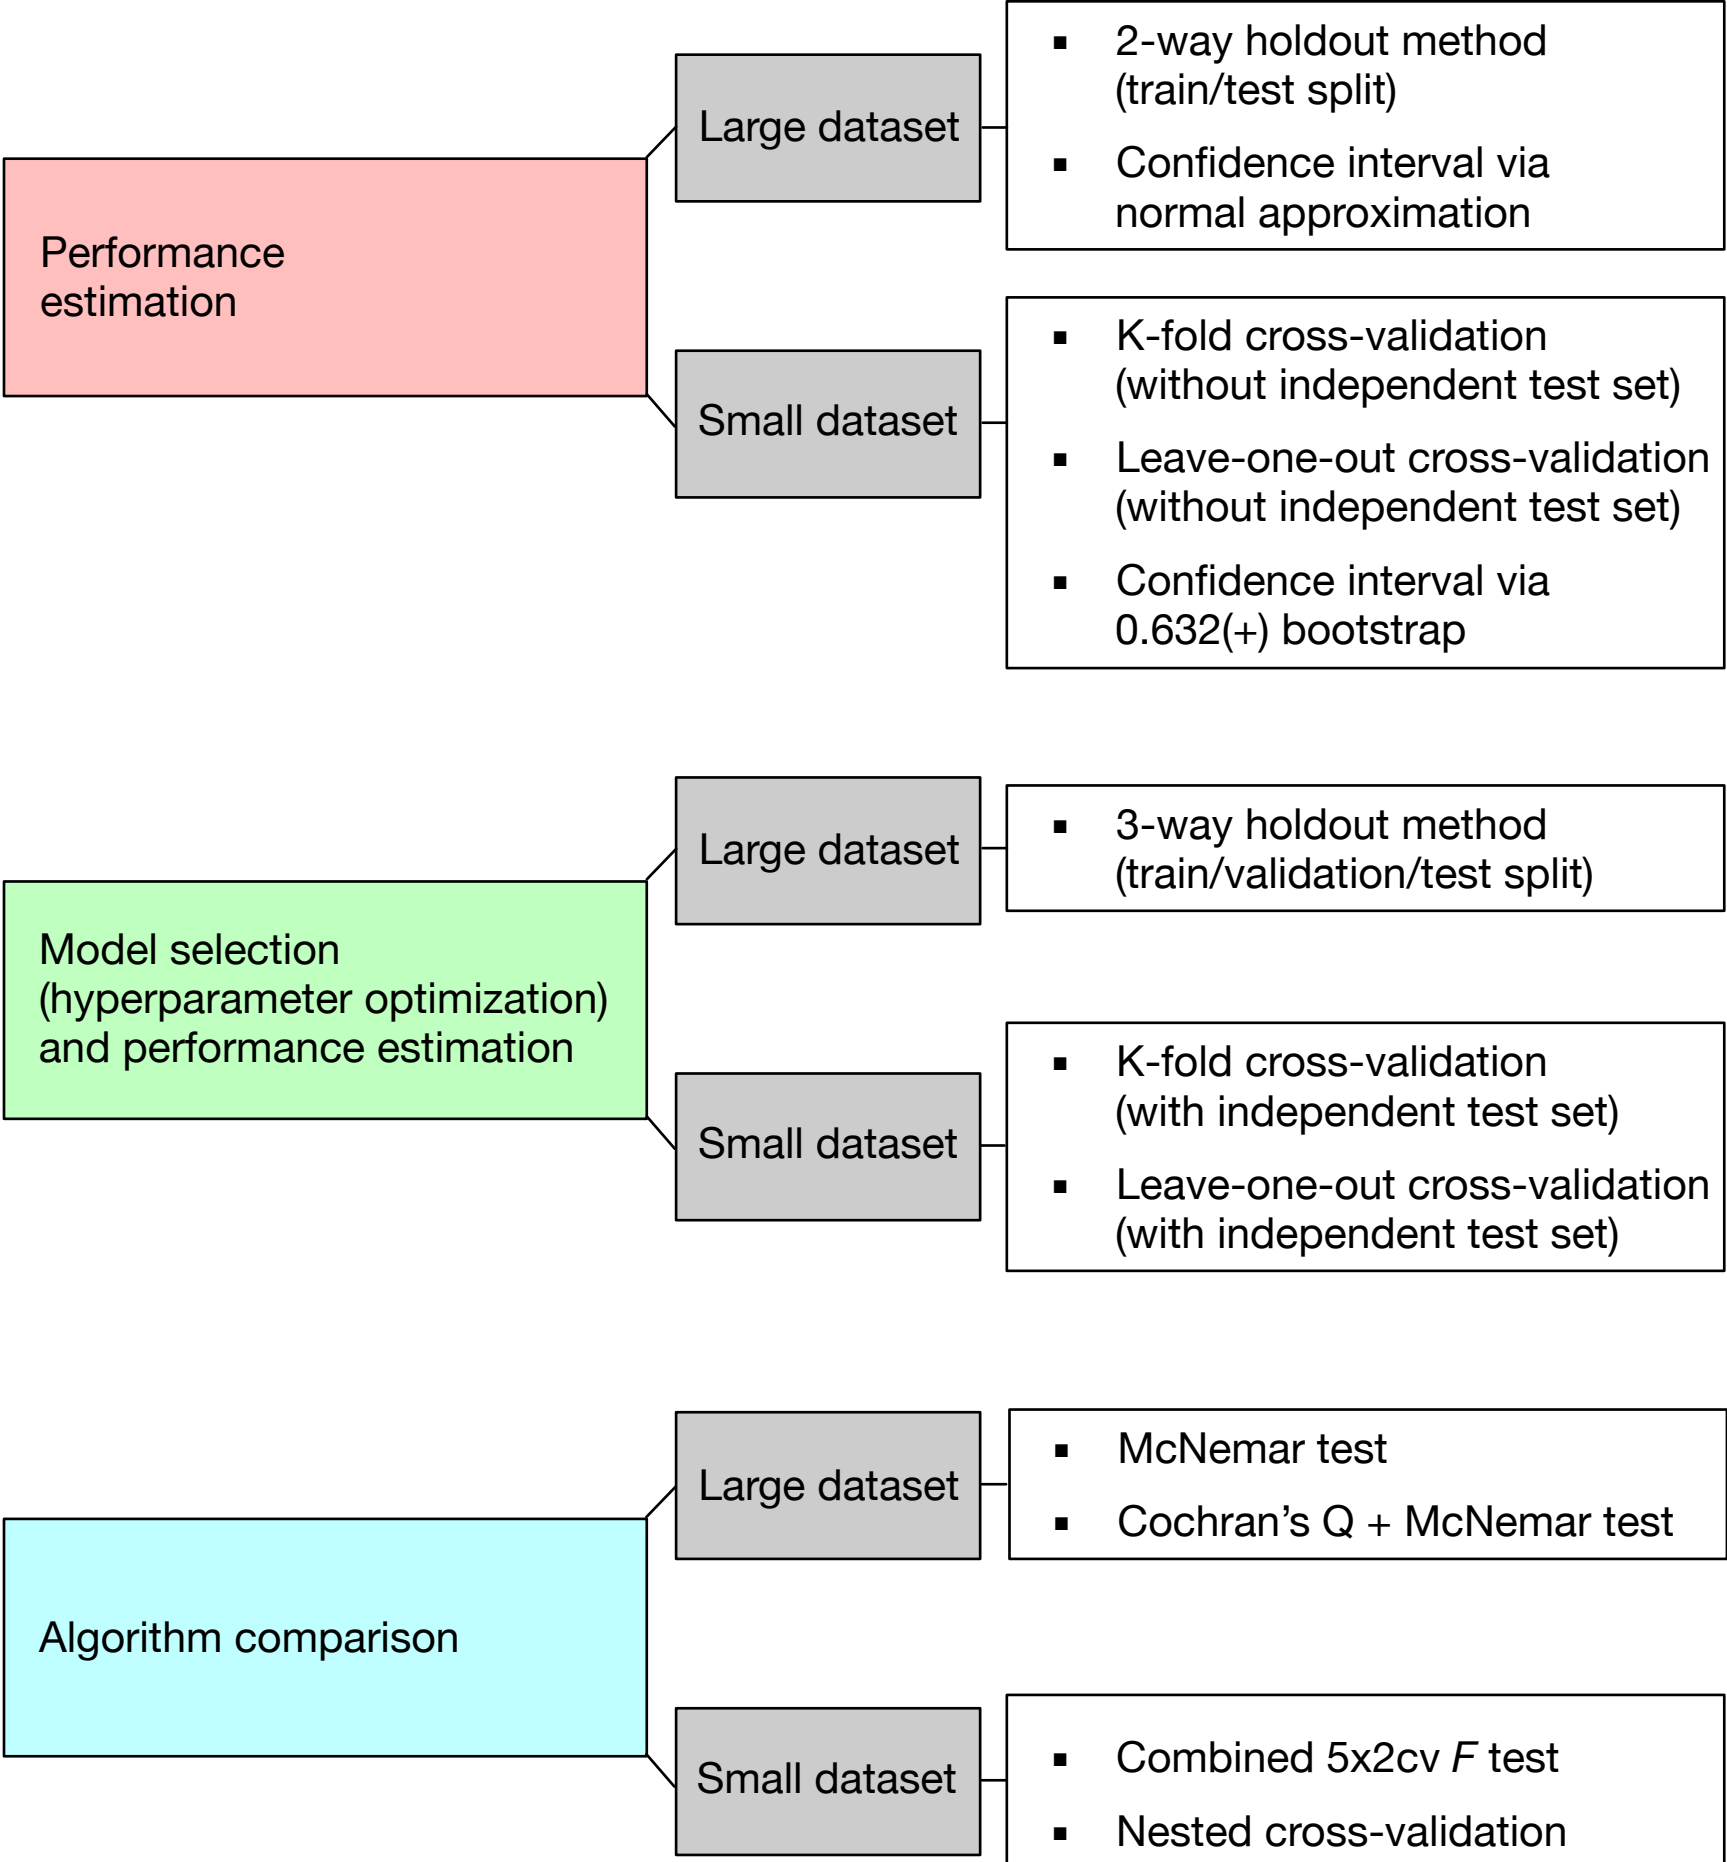 Performance
estimation
Large dataset
▪ 2-way holdout method
(train/test split)
▪ Confidence interval via
normal approximation
Small dataset
▪ K-fold cross-validation
(without independent test set)
▪ Leave-one-out cross-validation
(without independent test set)
▪ Confidence interval via
0.632(+) bootstrap
Model selection
(hyperparameter optimization)
and performance estimation
Large dataset
▪ 3-way holdout method
(train/validation/test split)
Small dataset
▪ K-fold cross-validation
(with independent test set)
▪ Leave-one-out cross-validation
(with independent test set)
Algorithm comparison
Large dataset
▪ McNemar test
▪ Cochran’s Q + McNemar test
Small dataset
▪ Combined 5x2cv F test
▪ Nested cross-validation